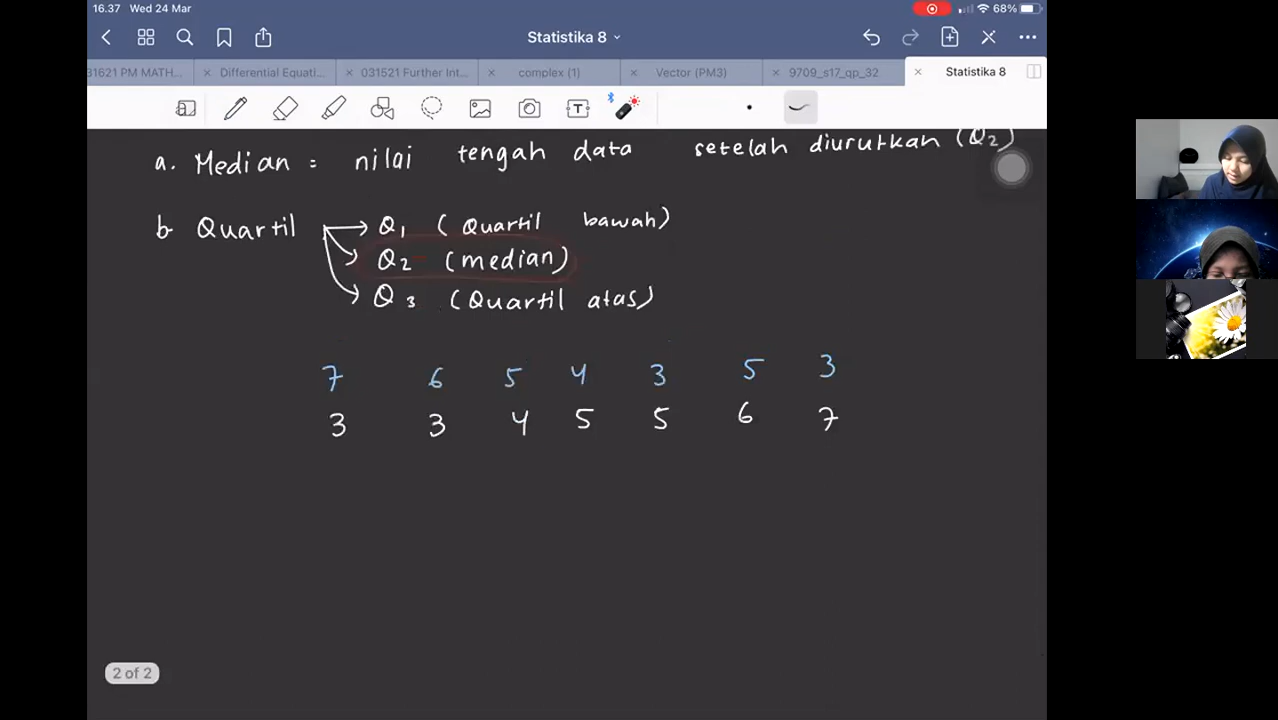 16.37 Wed 24 Mar
68%
Statistika 8
031621 PM MATH...
Differential Equati...
031521 Further Int...
complex (1)
Vector (PM3)
9709_s17_qp_32
Statistika 8
a. Median = nilai tengah data setelah diurutkan (Q2)
b Quartil Q1 (Quartil bawah)
Q2 (median)
Q3 (Quartil atas)
7 6 5 4 3 5 3
3 3 4 5 5 6 7
2 of 2